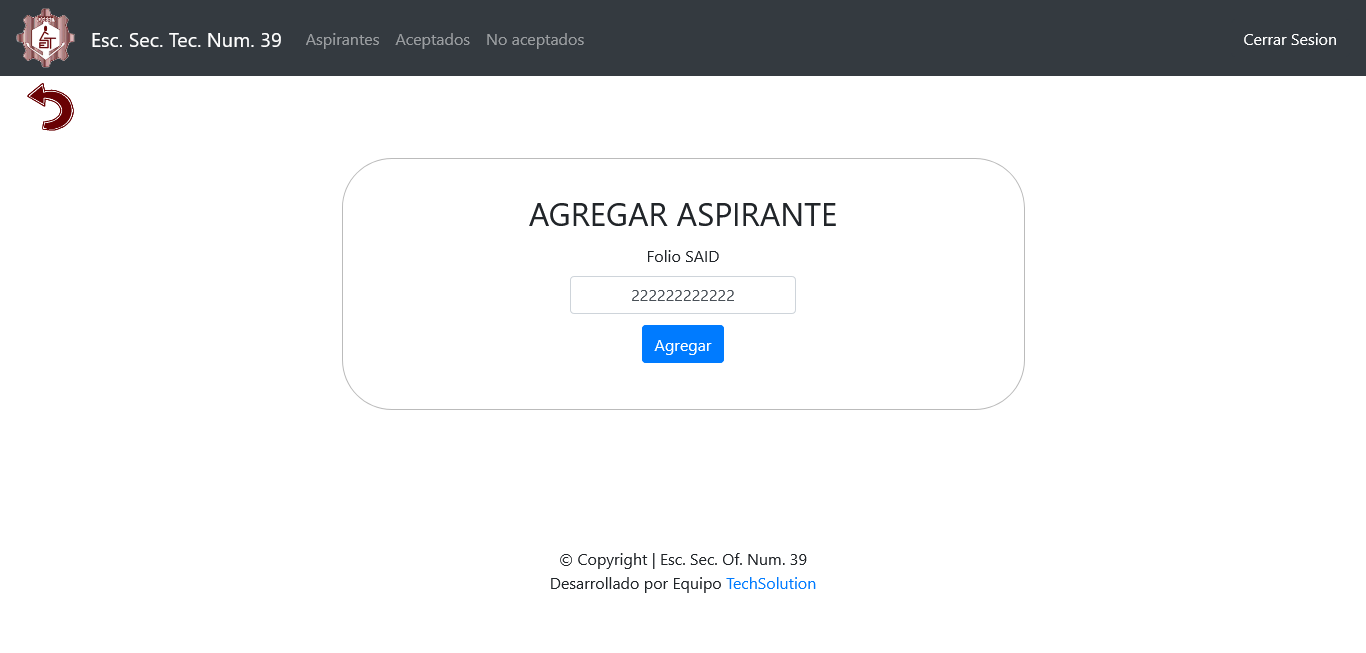 Esc. Sec. Tec. Num. 39 Aspirantes Aceptados No aceptados Cerrar Sesion
AGREGAR ASPIRANTE
Folio SAID
222222222222
Agregar
© Copyright | Esc. Sec. Of. Num. 39
Desarrollado por Equipo TechSolution